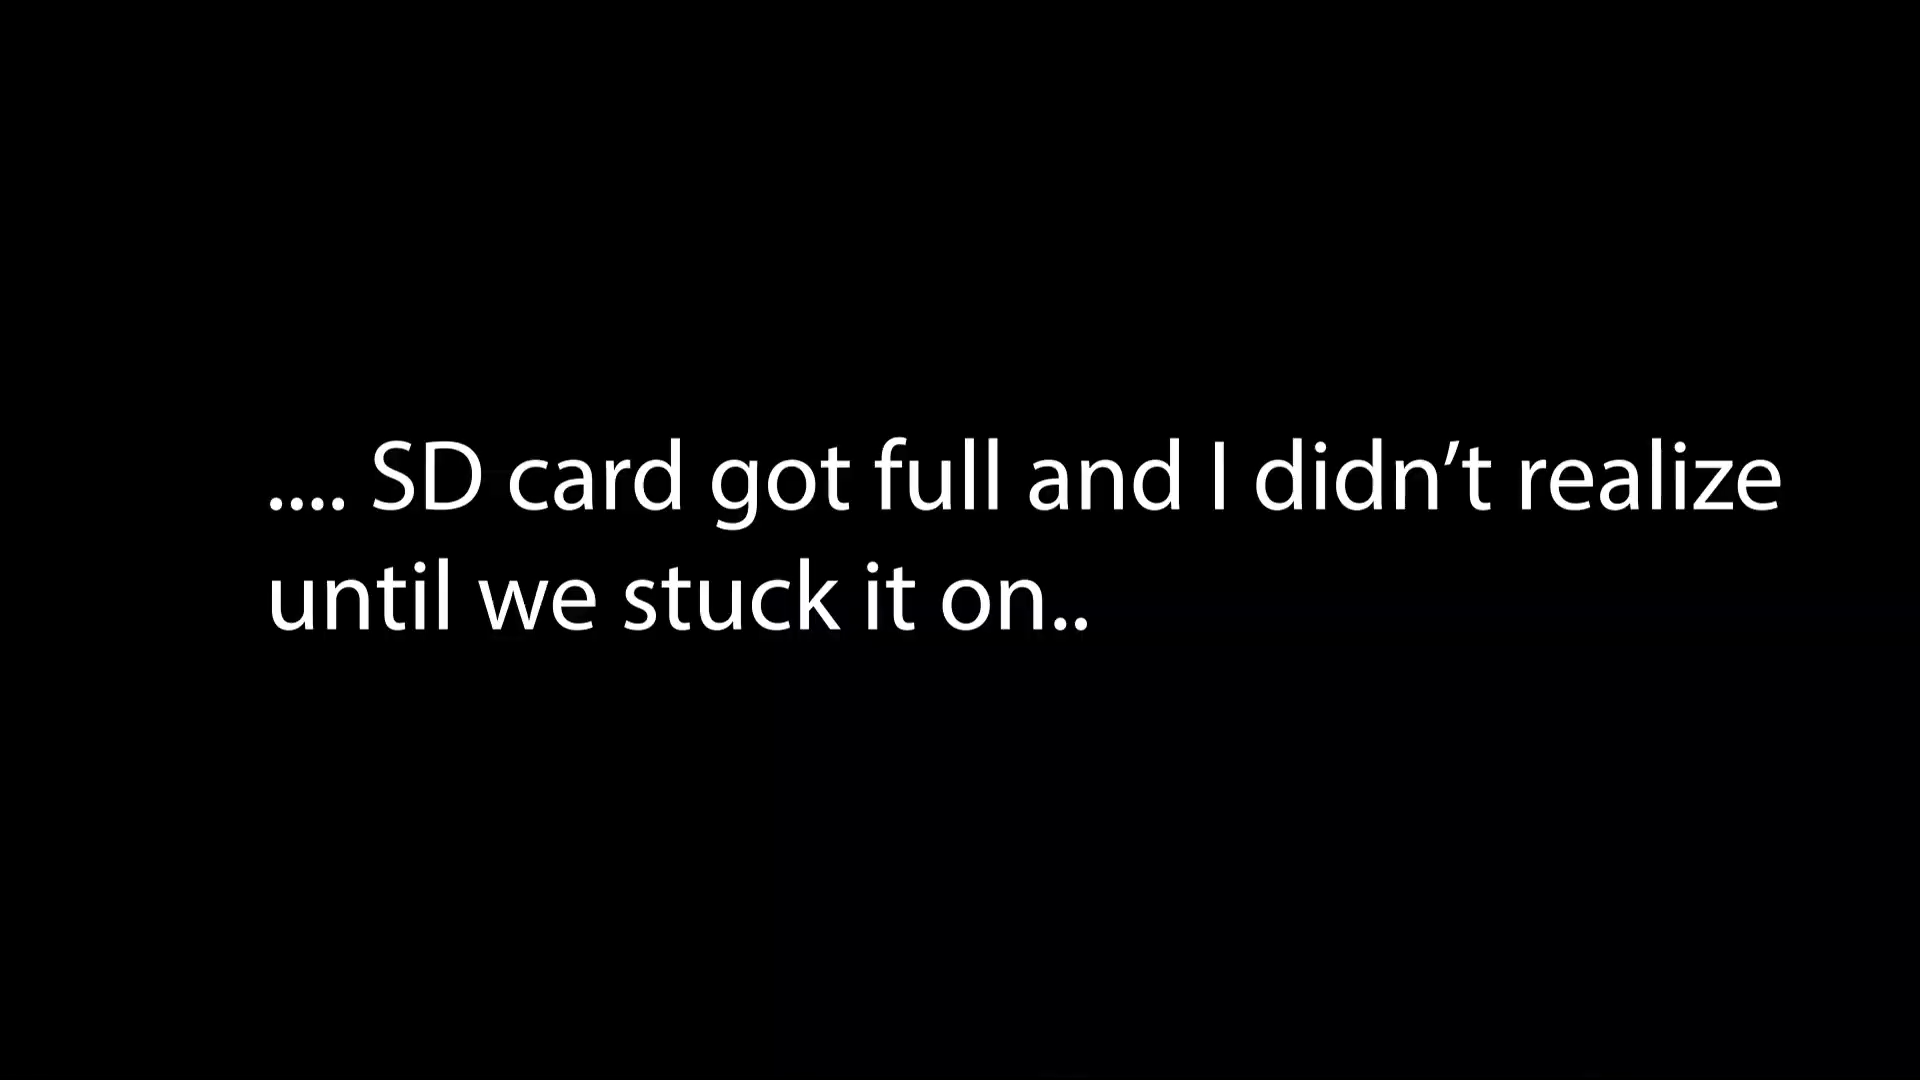 .... SD card got full and I didn’t realize
until we stuck it on..